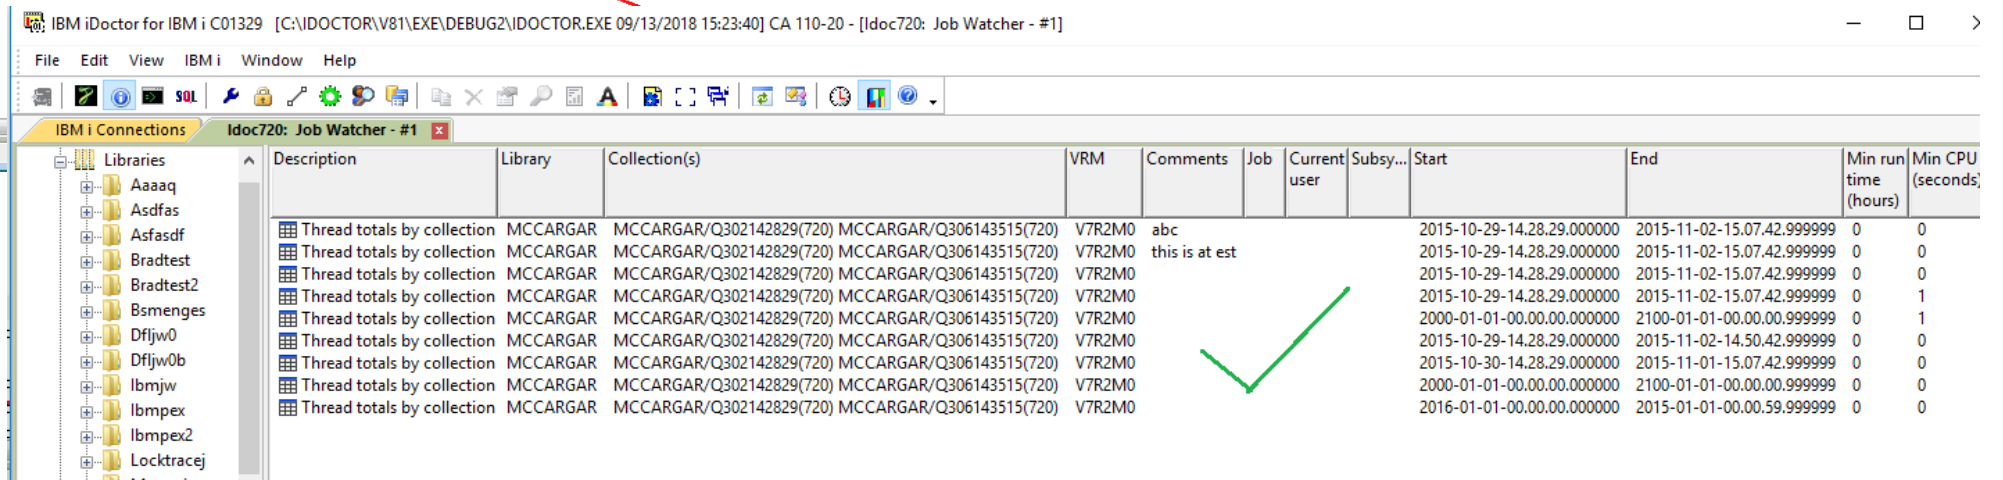 IBM iDoctor for IBM i C01329 [C:\IDOCTOR\V81\EXE\DEBUG2\IDOCTOR.EXE 09/13/2018 15:23:40] CA 110-20 - [Idoc720: Job Watcher - #1]
File Edit View IBM i Window Help
SQL
IBM i Connections Idoc720: Job Watcher - #1
Libraries
Aaaaq
Asdfas
Asfasdf
Bradtest
Bradtest2
Bsmenges
Dfljw0
Dfljw0b
Ibmjw
Ibmpex
Ibmpex2
Locktracej
Description Library Collection(s) VRM Comments Job Current user Subsy... Start End Min run time (hours) Min CPU (seconds)
Thread totals by collection MCCARGAR MCCARGAR/Q302142829(720) MCCARGAR/Q306143515(720) V7R2M0 abc 2015-10-29-14.28.29.000000 2015-11-02-15.07.42.999999 0 0
Thread totals by collection MCCARGAR MCCARGAR/Q302142829(720) MCCARGAR/Q306143515(720) V7R2M0 this is at est 2015-10-29-14.28.29.000000 2015-11-02-15.07.42.999999 0 0
Thread totals by collection MCCARGAR MCCARGAR/Q302142829(720) MCCARGAR/Q306143515(720) V7R2M0 2015-10-29-14.28.29.000000 2015-11-02-15.07.42.999999 0 0
Thread totals by collection MCCARGAR MCCARGAR/Q302142829(720) MCCARGAR/Q306143515(720) V7R2M0 2015-10-29-14.28.29.000000 2015-11-02-15.07.42.999999 0 1
Thread totals by collection MCCARGAR MCCARGAR/Q302142829(720) MCCARGAR/Q306143515(720) V7R2M0 2000-01-01-00.00.00.000000 2100-01-01-00.00.00.999999 0 1
Thread totals by collection MCCARGAR MCCARGAR/Q302142829(720) MCCARGAR/Q306143515(720) V7R2M0 2015-10-29-14.28.29.000000 2015-11-02-14.50.42.999999 0 0
Thread totals by collection MCCARGAR MCCARGAR/Q302142829(720) MCCARGAR/Q306143515(720) V7R2M0 2015-10-30-14.28.29.000000 2015-11-01-15.07.42.999999 0 0
Thread totals by collection MCCARGAR MCCARGAR/Q302142829(720) MCCARGAR/Q306143515(720) V7R2M0 2000-01-01-00.00.00.000000 2100-01-01-00.00.00.999999 0 0
Thread totals by collection MCCARGAR MCCARGAR/Q302142829(720) MCCARGAR/Q306143515(720) V7R2M0 2016-01-01-00.00.00.000000 2015-01-01-00.00.59.999999 0 0